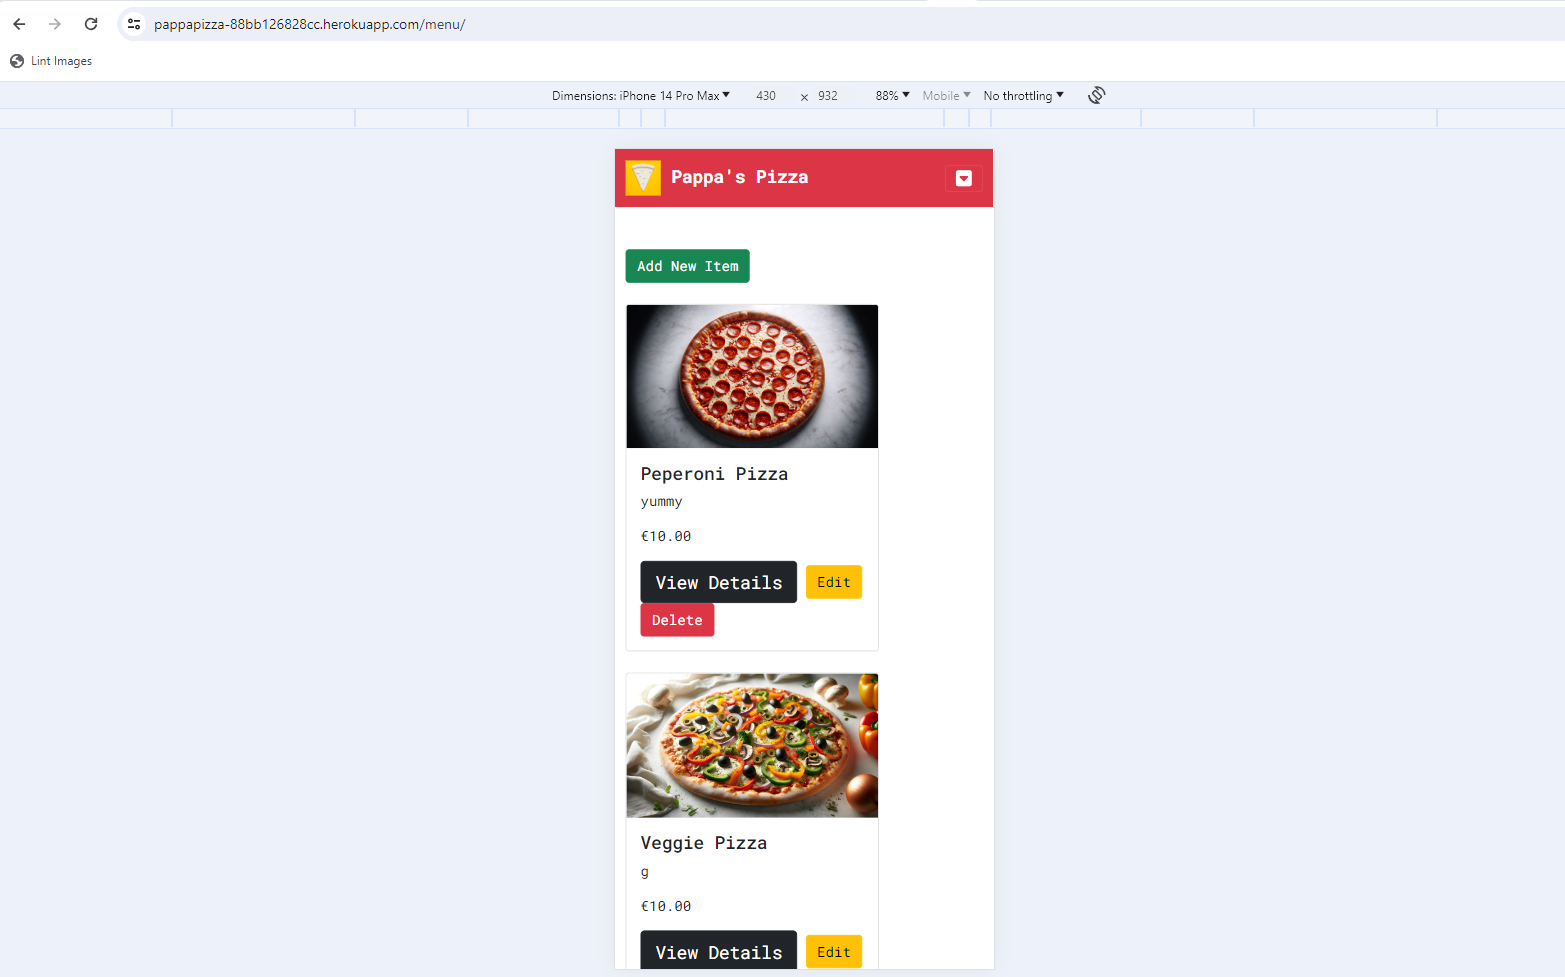 pappapizza-88bb126828cc.herokuapp.com/menu/
Lint Images
Dimensions: iPhone 14 Pro Max 430 × 932 88% Mobile No throttling
Pappa's Pizza
Add New Item
Peperoni Pizza
yummy
€10.00
View Details Edit
Delete
Veggie Pizza
g
€10.00
View Details Edit